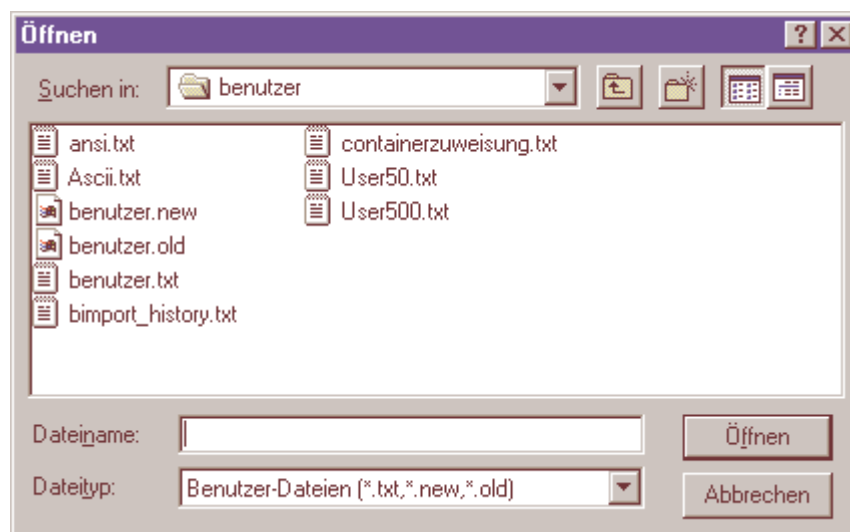 Öffnen
Suchen in: benutzer
ansi.txt containerzuweisung.txt
Ascii.txt User50.txt
benutzer.new User500.txt
benutzer.old
benutzer.txt
bimport_history.txt
Dateiname: Öffnen
Dateityp: Benutzer-Dateien (*.txt,*.new,*.old) Abbrechen